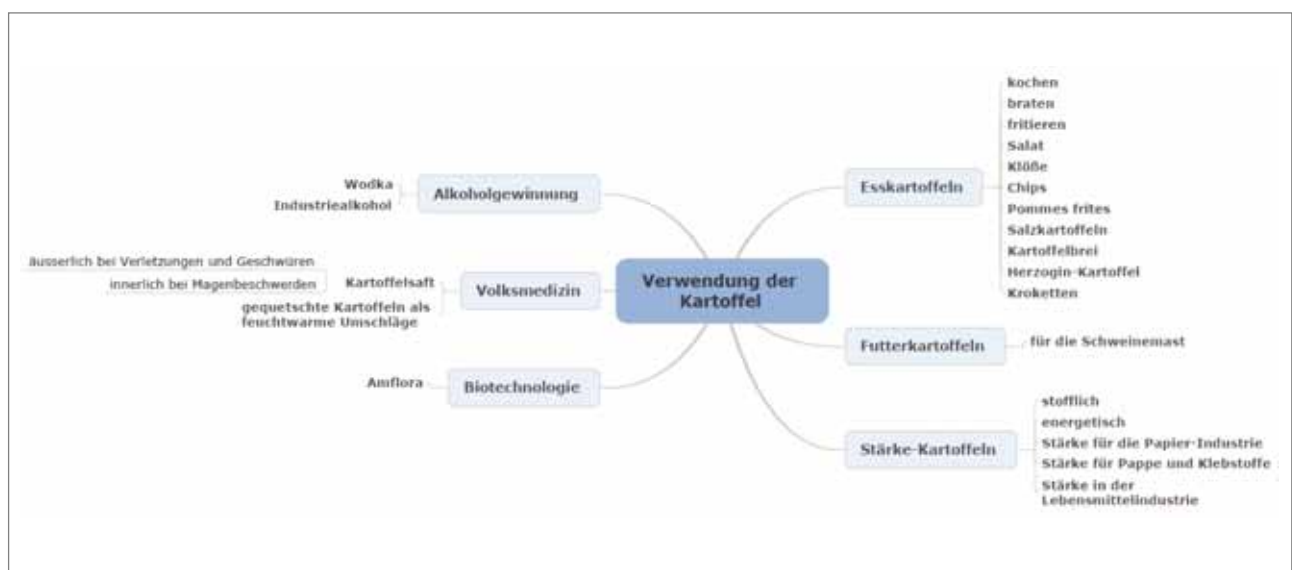 Verwendung der
Kartoffel
Alkoholgewinnung
Wodka
Industriealkohol
Volksmedizin
Kartoffelsaft
äusserlich bei Verletzungen und Geschwüren
innerlich bei Magenbeschwerden
gequetschte Kartoffeln als
feuchtwarme Umschläge
Biotechnologie
Amflora
Esskartoffeln
kochen
braten
fritieren
Salat
Klöße
Chips
Pommes frites
Salzkartoffeln
Kartoffelbrei
Herzogin-Kartoffel
Kroketten
Futterkartoffeln
für die Schweinemast
Stärke-Kartoffeln
stofflich
energetisch
Stärke für die Papier-Industrie
Stärke für Pappe und Klebstoffe
Stärke in der
Lebensmittelindustrie